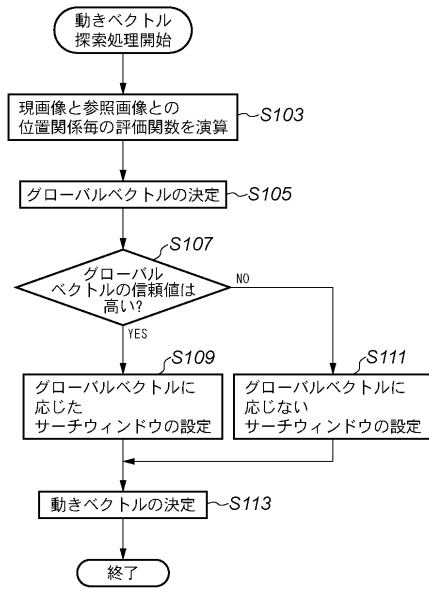 動きベクトル
探索処理開始
現画像と参照画像との
位置関係毎の評価関数を演算
S103
グローバルベクトルの決定
S105
S107
グローバル
ベクトルの信頼値は
高い?
NO
YES
S109
グローバルベクトルに
応じた
サーチウィンドウの設定
S111
グローバルベクトルに
応じない
サーチウィンドウの設定
動きベクトルの決定
S113
終了